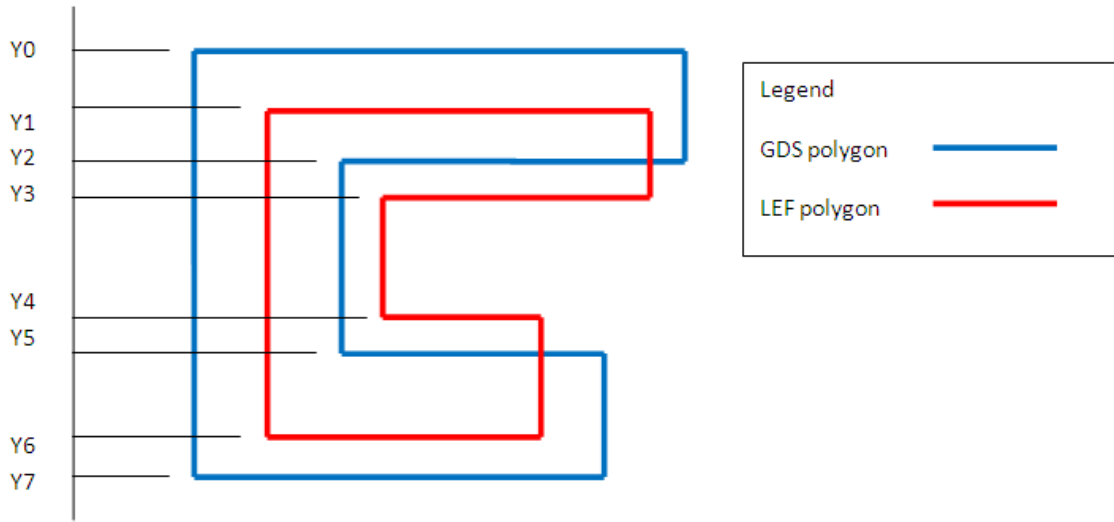 Y0
Y1
Y2
Y3
Y4
Y5
Y6
Y7
Legend
GDS polygon
LEF polygon